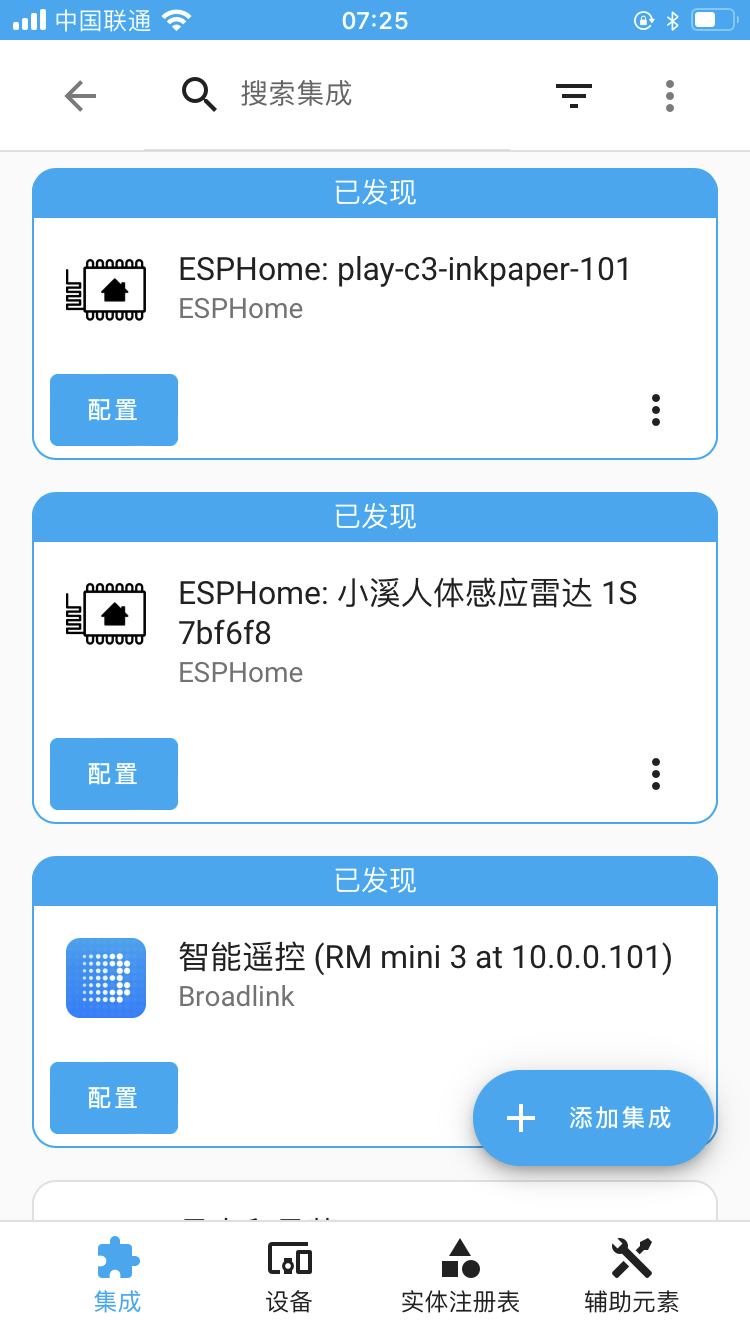 中国联通
07:25
搜索集成
已发现
ESPHome: play-c3-inkpaper-101
ESPHome
配置
已发现
ESPHome: 小溪人体感应雷达 1S
7bf6f8
ESPHome
配置
已发现
智能遥控 (RM mini 3 at 10.0.0.101)
Broadlink
配置
添加集成
集成
设备
实体注册表
辅助元素